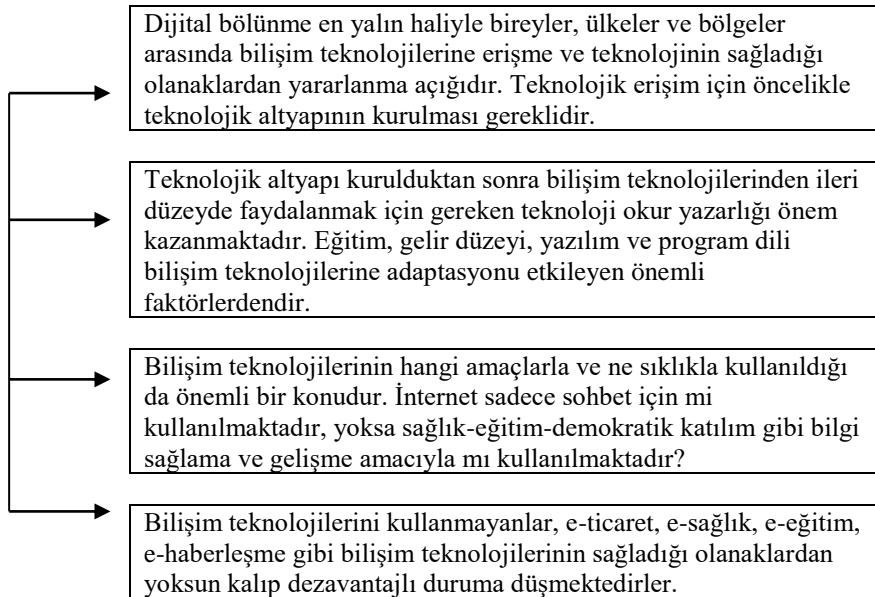 Dijital bölünme en yalın haliyle bireyler, ülkeler ve bölgeler
arasında bilişim teknolojilerine erişme ve teknolojinin sağladığı
olanaklardan yararlanma açığıdır. Teknolojik erişim için öncelikle
teknolojik altyapının kurulması gereklidir.
Teknolojik altyapı kurulduktan sonra bilişim teknolojilerinden ileri
düzeyde faydalanmak için gereken teknoloji okur yazarlığı önem
kazanmaktadır. Eğitim, gelir düzeyi, yazılım ve program dili
bilişim teknolojilerine adaptasyonu etkileyen önemli
faktörlerdendir.
Bilişim teknolojilerinin hangi amaçlarla ve ne sıklıkla kullanıldığı
da önemli bir konudur. İnternet sadece sohbet için mi
kullanılmaktadır, yoksa sağlık-eğitim-demokratik katılım gibi bilgi
sağlama ve gelişme amacıyla mı kullanılmaktadır?
Bilişim teknolojilerini kullanmayanlar, e-ticaret, e-sağlık, e-eğitim,
e-haberleşme gibi bilişim teknolojilerinin sağladığı olanaklardan
yoksun kalıp dezavantajlı duruma düşmektedirler.